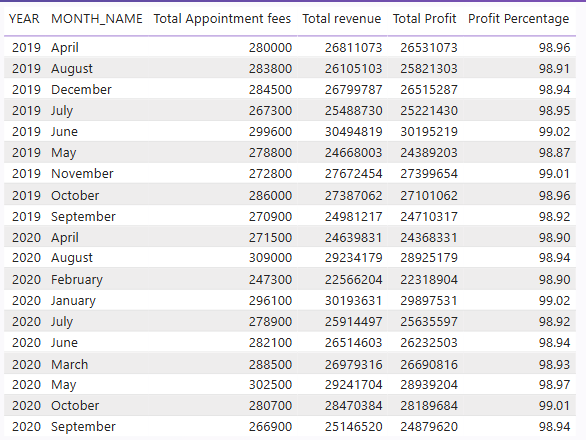 YEAR MONTH_NAME Total Appointment fees Total revenue Total Profit Profit Percentage
2019 April 280000 26811073 26531073 98.96
2019 August 283800 26105103 25821303 98.91
2019 December 284500 26799787 26515287 98.94
2019 July 267300 25488730 25221430 98.95
2019 June 299600 30494819 30195219 99.02
2019 May 278800 24668003 24389203 98.87
2019 November 272800 27672454 27399654 99.01
2019 October 286000 27387062 27101062 98.96
2019 September 270900 24981217 24710317 98.92
2020 April 271500 24639831 24368331 98.90
2020 August 309000 29234179 28925179 98.94
2020 February 247300 22566204 22318904 98.90
2020 January 296100 30193631 29897531 99.02
2020 July 278900 25914497 25635597 98.92
2020 June 282100 26514603 26232503 98.94
2020 March 288500 26979316 26690816 98.93
2020 May 302500 29241704 28939204 98.97
2020 October 280700 28470384 28189684 99.01
2020 September 266900 25146520 24879620 98.94